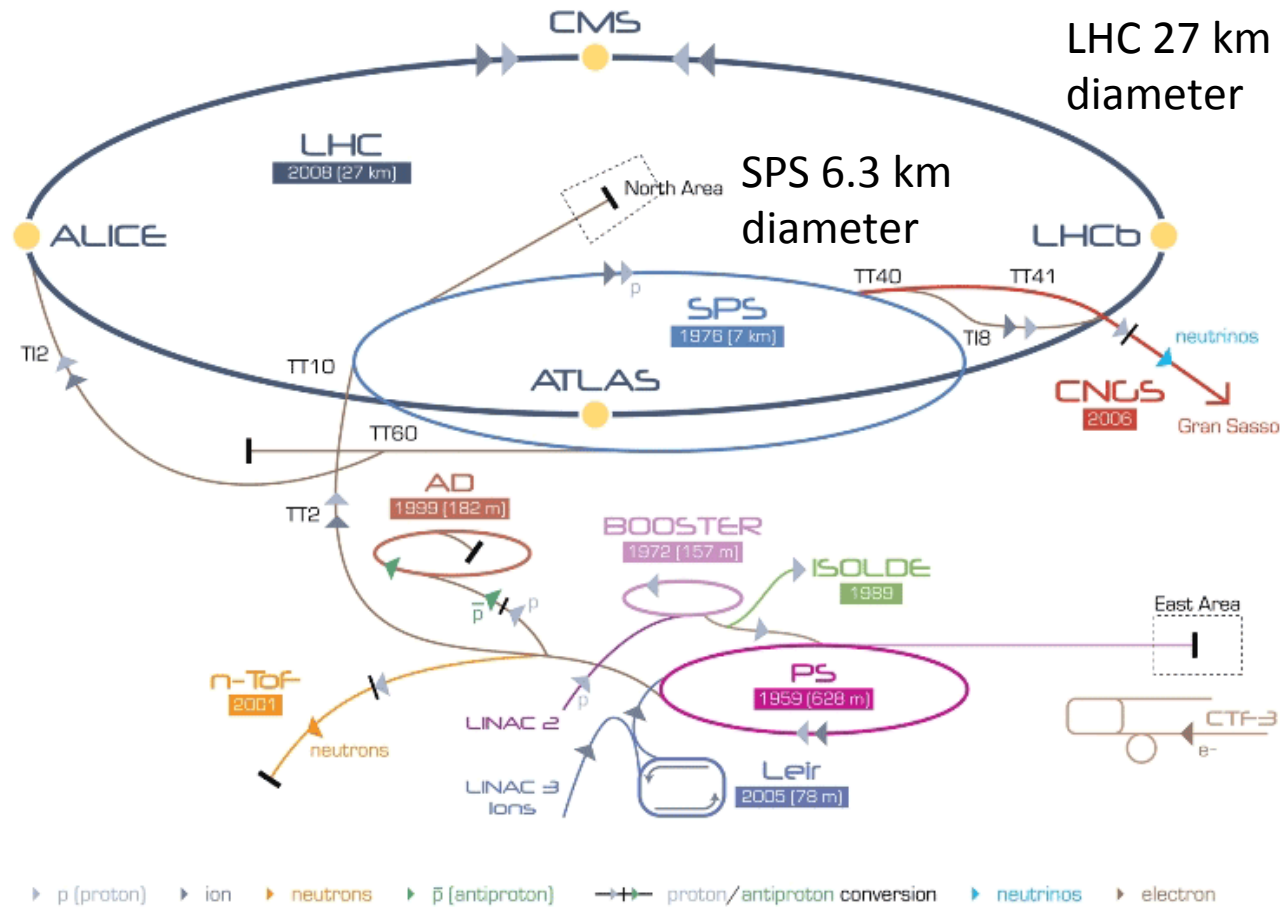 CMS
LHC 27 km
diameter
LHC
2008 (27 km)
North Area
SPS 6.3 km
diameter
ALICE
LHCb
TT40
TT41
p
SPS
1976 (7 km)
TI8
neutrinos
TI2
TT10
ATLAS
CNGS
2006
Gran Sasso
TT60
AD
1999 (182 m)
TT2
BOOSTER
1972 (157 m)
ISOLDE
1989
p̅
p
East Area
n-ToF
2001
p
PS
1959 (628 m)
LINAC 2
CTF-3
e-
neutrons
LINAC 3
Ions
Leir
2005 (78 m)
p (proton) ion neutrons p̅ (antiproton) proton/antiproton conversion neutrinos electron